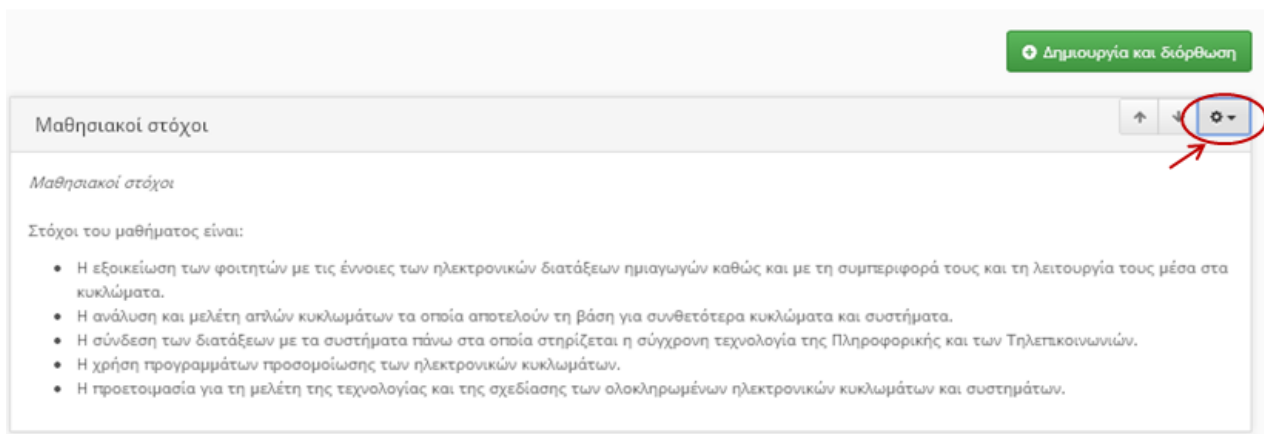 Δημιουργία και διόρθωση
Μαθησιακοί στόχοι
Μαθησιακοί στόχοι
Στόχοι του μαθήματος είναι:
• Η εξοικείωση των φοιτητών με τις έννοιες των ηλεκτρονικών διατάξεων ημιαγωγών καθώς και με τη συμπεριφορά τους και τη λειτουργία τους μέσα στα
κυκλώματα.
• Η ανάλυση και μελέτη απλών κυκλωμάτων τα οποία αποτελούν τη βάση για συνθετότερα κυκλώματα και συστήματα.
• Η σύνδεση των διατάξεων με τα συστήματα πάνω στα οποία στηρίζεται η σύγχρονη τεχνολογία της Πληροφορικής και των Τηλεπικοινωνιών.
• Η χρήση προγραμμάτων προσομοίωσης των ηλεκτρονικών κυκλωμάτων.
• Η προετοιμασία για τη μελέτη της τεχνολογίας και της σχεδίασης των ολοκληρωμένων ηλεκτρονικών κυκλωμάτων και συστημάτων.